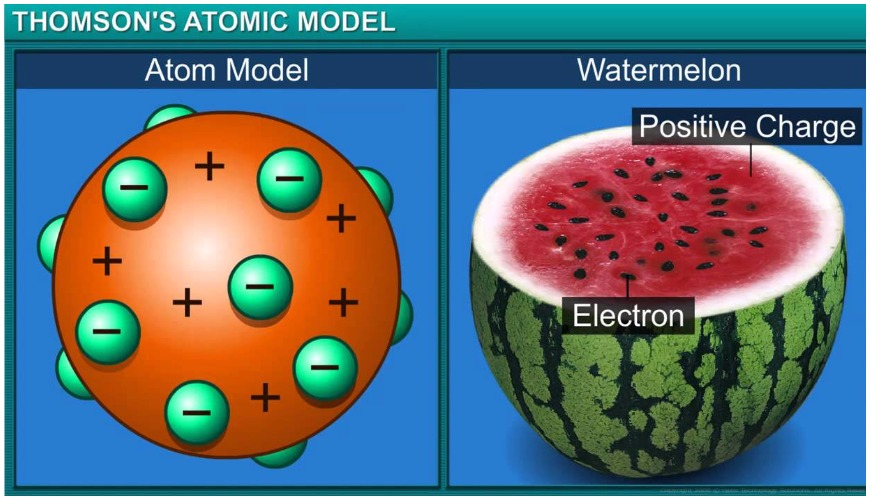 THOMSON'S ATOMIC MODEL
Atom Model
Watermelon
Positive Charge
Electron